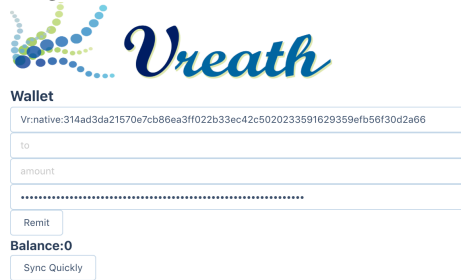 Vreath
Wallet
Vr:native:314ad3da21570e7cb86ea3ff022b33ec42c5020233591629359efb56f30d2a66
to
amount
Remit
Balance:0
Sync Quickly